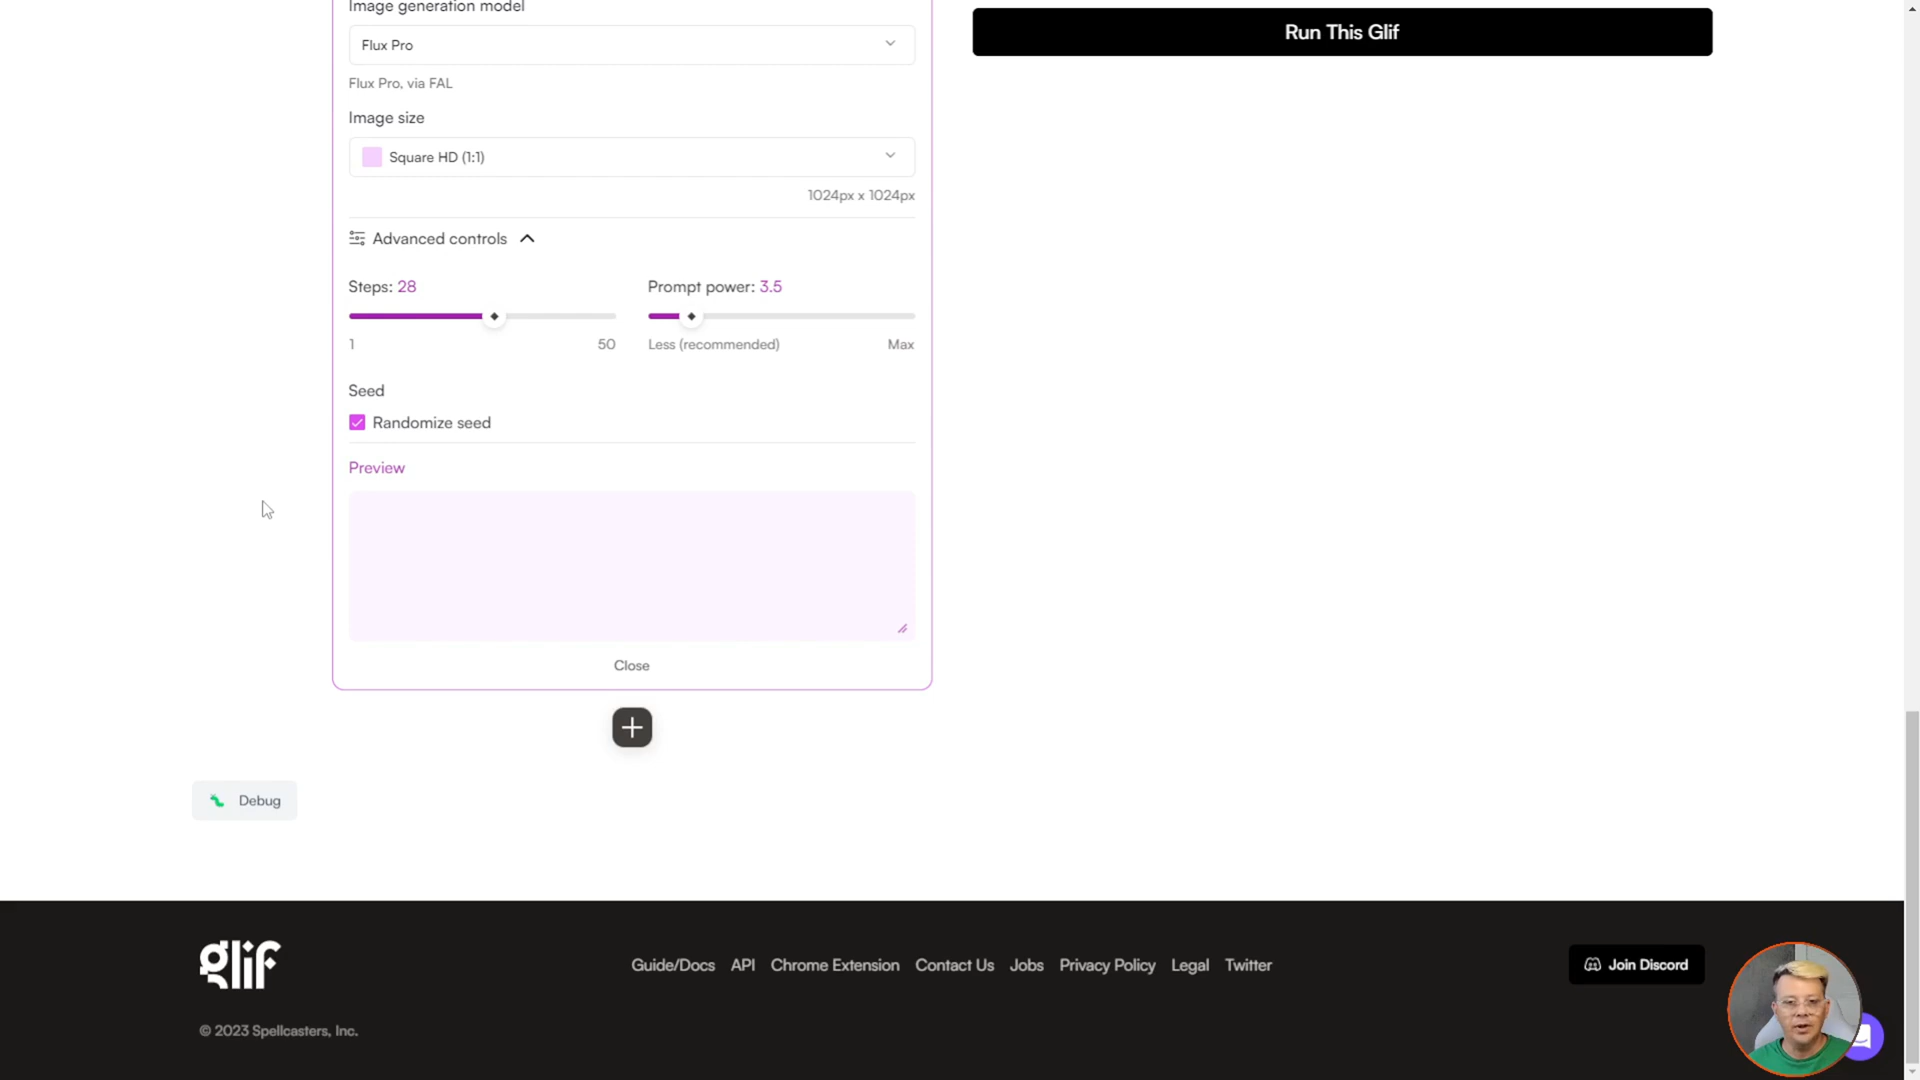 Image generation model
Run This Glif
Flux Pro
Flux Pro, via FAL
Image size
Square HD (1:1)
1024px x 1024px
Advanced controls
Steps: 28
Prompt power: 3.5
1
50
Less (recommended)
Max
Seed
Randomize seed
Preview
Close
Debug
glif
Guide/Docs
API
Chrome Extension
Contact Us
Jobs
Privacy Policy
Legal
Twitter
Join Discord
© 2023 Spellcasters, Inc.